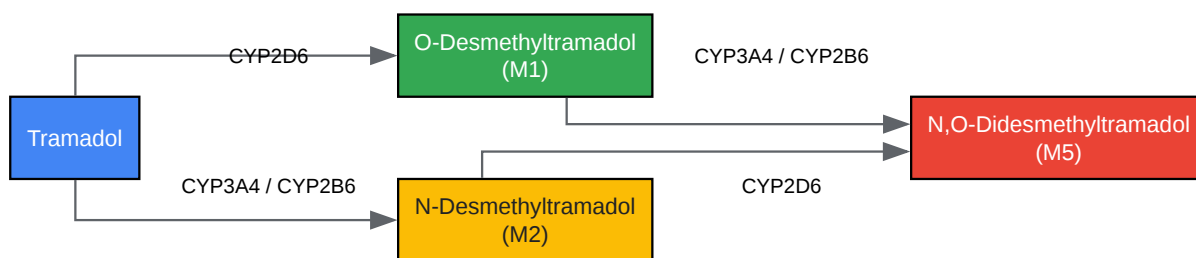 CYP2D6
O-Desmethyltramadol
(M1)
CYP3A4 / CYP2B6
Tramadol
N,O-Didesmethyltramadol
(M5)
CYP3A4 / CYP2B6
N-Desmethyltramadol
(M2)
CYP2D6